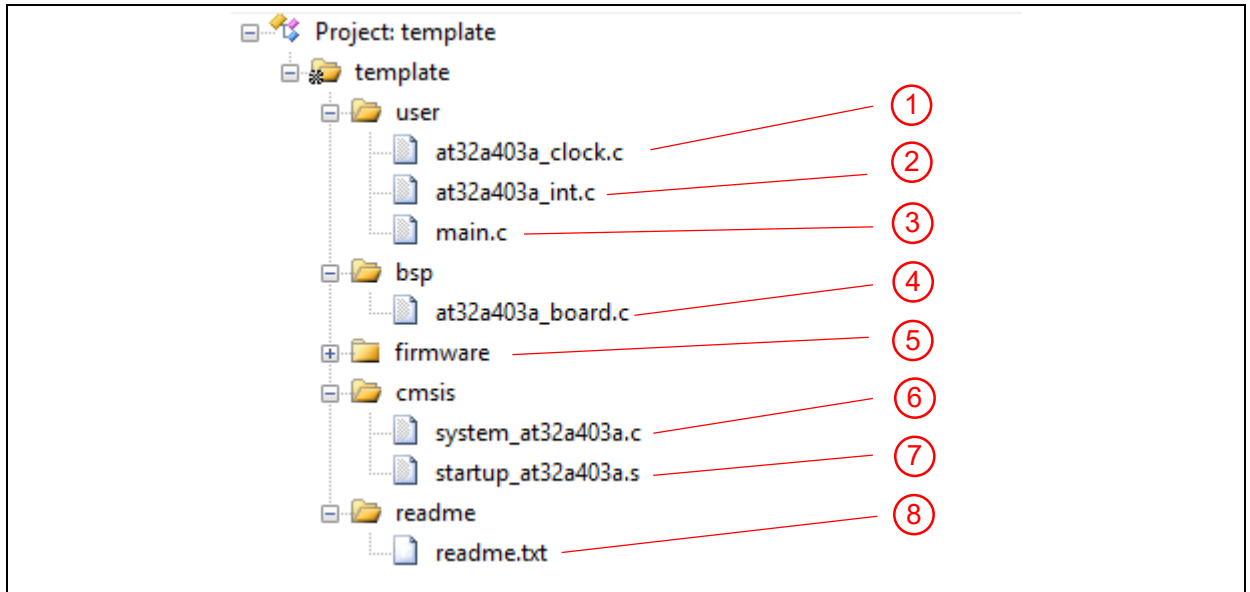 Project: template
template
user
1
at32a403a_clock.c
2
at32a403a_int.c
3
main.c
bsp
4
at32a403a_board.c
5
firmware
cmsis
6
system_at32a403a.c
7
startup_at32a403a.s
readme
8
readme.txt